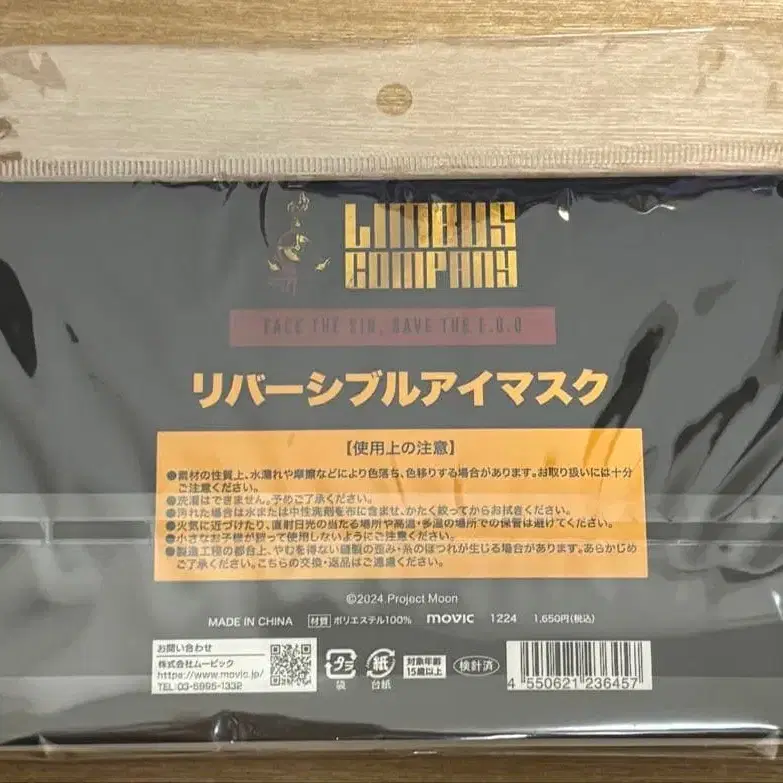 LIMBUS
COMPANY
FACE THE SIN, SAVE THE E.G.O
リバーシブルアイマスク
【使用上の注意】
●素材の性質上、水濡れや摩擦などにより色落ち、色移りする場合があります。お取り扱いには十分
ご注意ください。
●洗濯はできません。予めご了承ください。
●汚れた場合は水または中性洗剤を布に含ませ、かたく絞ってからお拭きください。
●火気に近づけたり、直射日光の当たる場所や高温・多湿の場所での保管は避けてください。
●小さなお子様が誤って使用しないようにご注意ください。
●製造工程の都合上、やむを得ない縫製の歪み・糸のほつれが生じる場合があります。あらかじめ
ご了承ください。こちらの交換・返品はご遠慮ください。
©2024 Project Moon
MADE IN CHINA 材質 ポリエステル100% movic 1224 1,650円(税込)
お問い合わせ
株式会社ムービック
https://www.movic.jp/
TEL:03-5995-1332
プラ
袋
紙
台紙
対象年齢
15歳以上
検針済
4 550621 236457